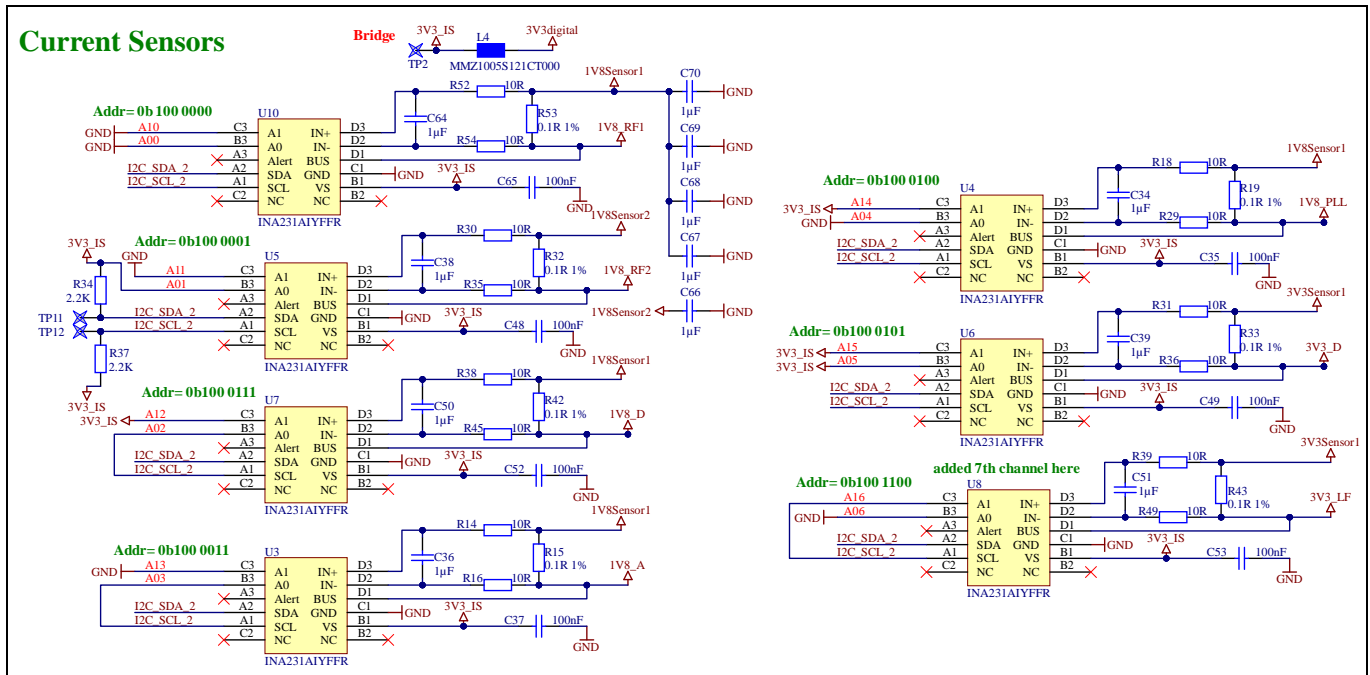 Current Sensors
Bridge
3V3_IS
TP2
L4
MMZ1005S121CT000
3V3digital
Addr= 0b 100 0000
U10
GND
GND
A10
A00
I2C_SDA_2
I2C_SCL_2
C3 A1 IN+ D3
B3 A0 IN- D2
A3 Alert BUS D1
A2 SDA GND C1 GND
A1 SCL VS B1
C2 NC NC B2
INA231AIYFFR
R52 10R
C64
1µF
R54 10R
R53
0.1R 1%
1V8Sensor1
1V8_RF1
3V3_IS
C65 100nF
GND
C70
1µF
GND
C69
1µF
GND
C68
1µF
GND
C67
1µF
GND
1V8Sensor2
C66
1µF
GND
Addr= 0b100 0001
3V3_IS
GND
U5
A11
A01
R34
2.2K
TP11
TP12
I2C_SDA_2
I2C_SCL_2
R37
2.2K
3V3_IS
C3 A1 IN+ D3
B3 A0 IN- D2
A3 Alert BUS D1
A2 SDA GND C1 GND
A1 SCL VS B1
C2 NC NC B2
INA231AIYFFR
R30 10R
C38
1µF
R35 10R
R32
0.1R 1%
1V8Sensor2
1V8_RF2
3V3_IS
C48 100nF
GND
Addr= 0b100 0111
U7
3V3_IS
A12
A02
I2C_SDA_2
I2C_SCL_2
C3 A1 IN+ D3
B3 A0 IN- D2
A3 Alert BUS D1
A2 SDA GND C1 GND
A1 SCL VS B1
C2 NC NC B2
INA231AIYFFR
R38 10R
C50
1µF
R45 10R
R42
0.1R 1%
1V8Sensor1
1V8_D
3V3_IS
C52 100nF
GND
Addr= 0b100 0011
U3
GND
A13
A03
I2C_SDA_2
I2C_SCL_2
C3 A1 IN+ D3
B3 A0 IN- D2
A3 Alert BUS D1
A2 SDA GND C1 GND
A1 SCL VS B1
C2 NC NC B2
INA231AIYFFR
R14 10R
C36
1µF
R16 10R
R15
0.1R 1%
1V8Sensor1
1V8_A
3V3_IS
C37 100nF
GND
Addr= 0b100 0100
U4
3V3_IS
GND
A14
A04
I2C_SDA_2
I2C_SCL_2
C3 A1 IN+ D3
B3 A0 IN- D2
A3 Alert BUS D1
A2 SDA GND C1 GND
A1 SCL VS B1
C2 NC NC B2
INA231AIYFFR
R18 10R
C34
1µF
R29 10R
R19
0.1R 1%
1V8Sensor1
1V8_PLL
3V3_IS
C35 100nF
GND
Addr= 0b100 0101
U6
3V3_IS
3V3_IS
A15
A05
I2C_SDA_2
I2C_SCL_2
C3 A1 IN+ D3
B3 A0 IN- D2
A3 Alert BUS D1
A2 SDA GND C1 GND
A1 SCL VS B1
C2 NC NC B2
INA231AIYFFR
R31 10R
C39
1µF
R36 10R
R33
0.1R 1%
3V3Sensor1
3V3_D
3V3_IS
C49 100nF
GND
added 7th channel here
Addr= 0b100 1100
U8
GND
A16
A06
I2C_SDA_2
I2C_SCL_2
C3 A1 IN+ D3
B3 A0 IN- D2
A3 Alert BUS D1
A2 SDA GND C1 GND
A1 SCL VS B1
C2 NC NC B2
INA231AIYFFR
R39 10R
C51
1µF
R49 10R
R43
0.1R 1%
3V3Sensor1
3V3_LF
3V3_IS
C53 100nF
GND